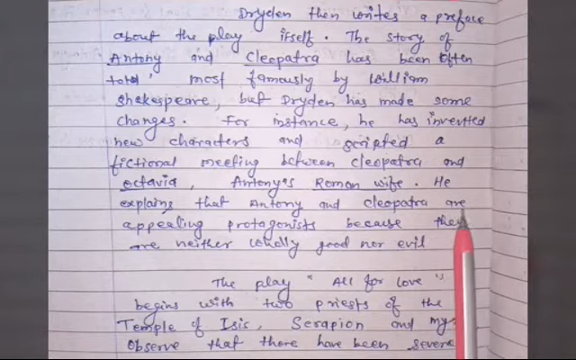 Dryden then writes a preface
about the play itself. The story of
Antony and Cleopatra has been often
told most famously by William
Shakespeare, but Dryden has made some
changes. For instance, he has invented
new characters and scripted a
fictional meeting between cleopatra and
octavia, Antony's Roman wife. He
explains that Antony and Cleopatra are
appealing protagonists because they
are neither wholly good nor evil
The play "All for love"
begins with two priests of the
Temple of Isis, Serapion and
observe that there have been severe